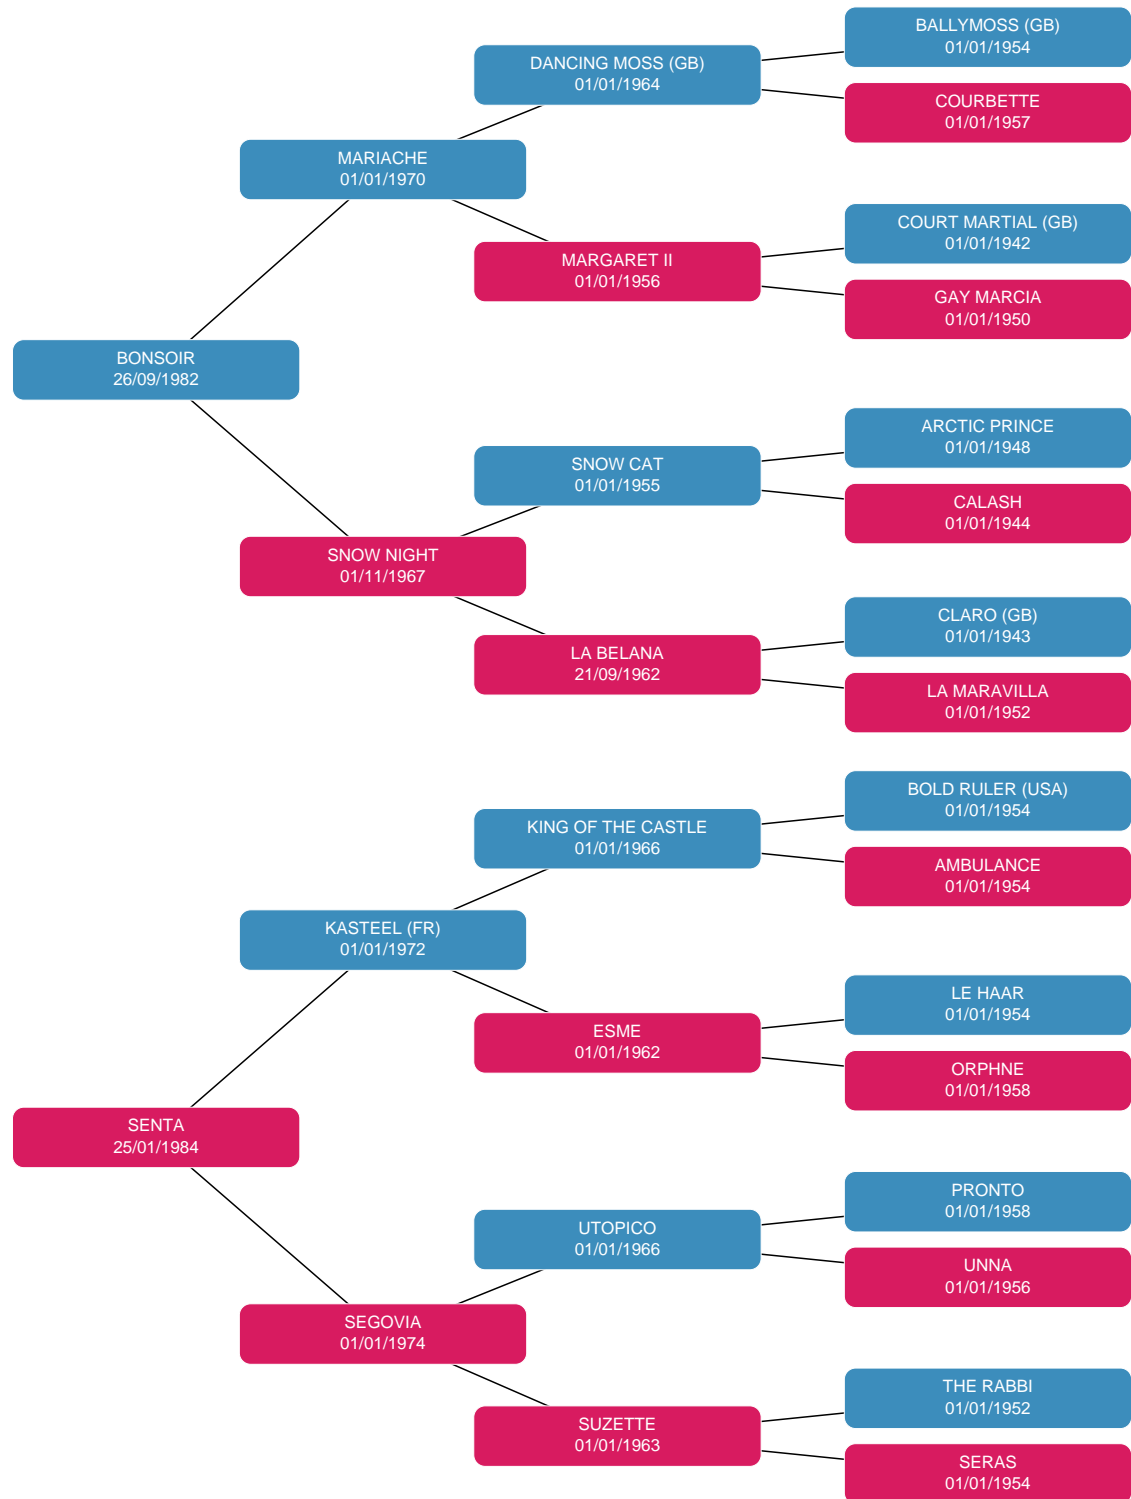 BALLYMOSS (GB)
01/01/1954
DANCING MOSS (GB)
01/01/1964
COURBETTE
01/01/1957
MARIACHE
01/01/1970
COURT MARTIAL (GB)
01/01/1942
MARGARET II
01/01/1956
GAY MARCIA
01/01/1950
BONSOIR
26/09/1982
ARCTIC PRINCE
01/01/1948
SNOW CAT
01/01/1955
CALASH
01/01/1944
SNOW NIGHT
01/11/1967
CLARO (GB)
01/01/1943
LA BELANA
21/09/1962
LA MARAVILLA
01/01/1952
BOLD RULER (USA)
01/01/1954
KING OF THE CASTLE
01/01/1966
AMBULANCE
01/01/1954
KASTEEL (FR)
01/01/1972
LE HAAR
01/01/1954
ESME
01/01/1962
ORPHNE
01/01/1958
SENTA
25/01/1984
PRONTO
01/01/1958
UTOPICO
01/01/1966
UNNA
01/01/1956
SEGOVIA
01/01/1974
THE RABBI
01/01/1952
SUZETTE
01/01/1963
SERAS
01/01/1954